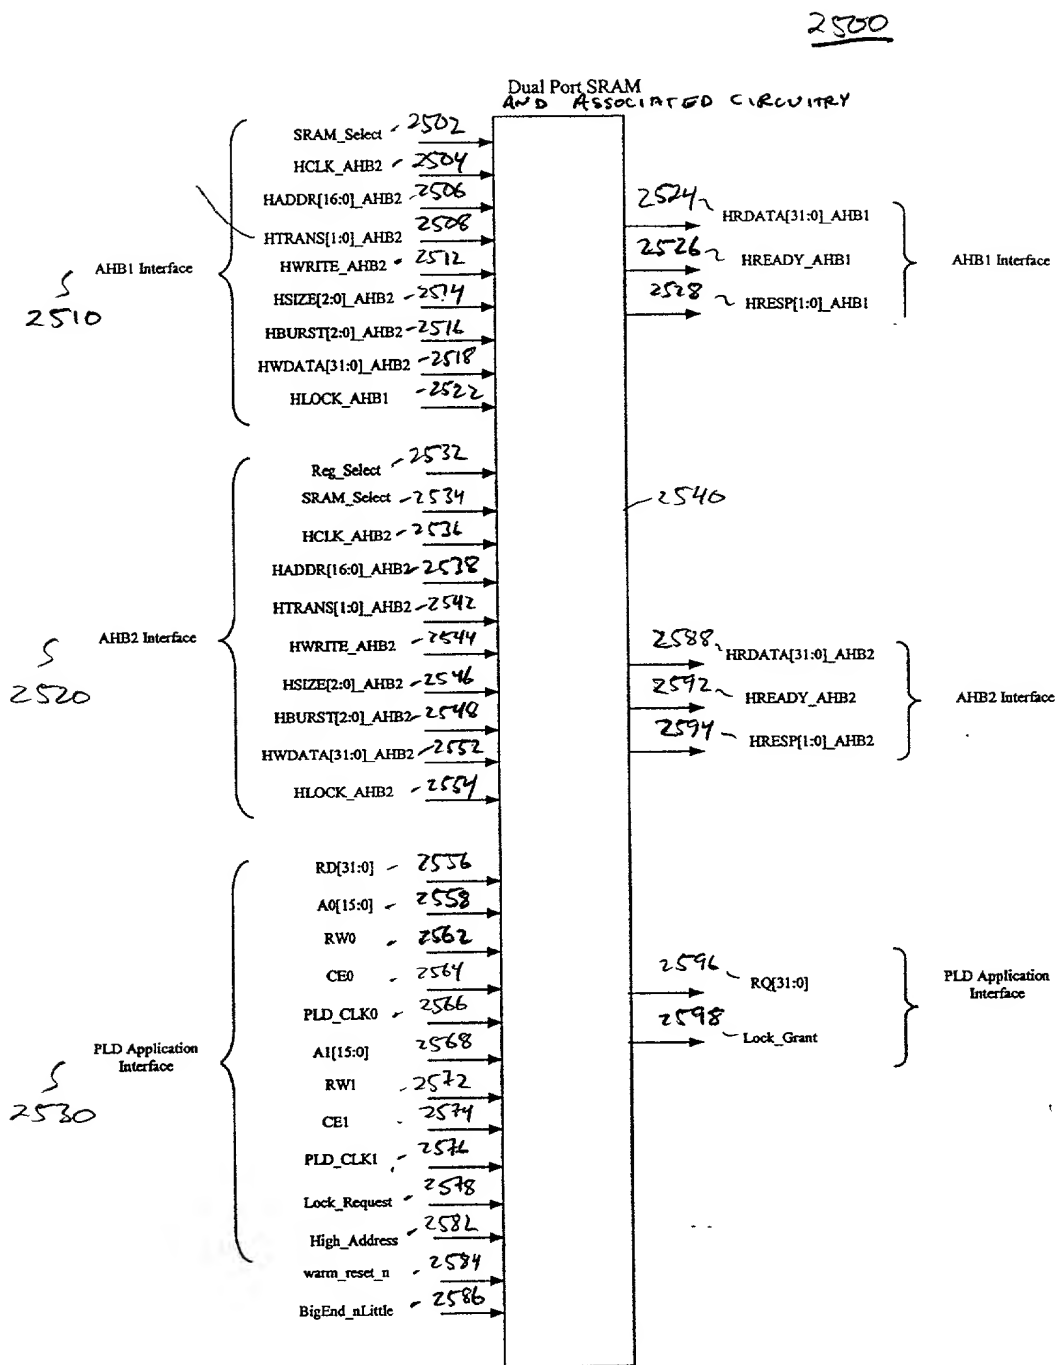 2500
Dual Port SRAM
AND ASSOCIATED CIRCUITRY
SRAM_Select 2502
HCLK_AHB2 2504
HADDR[16:0]_AHB2 2506
HTRANS[1:0]_AHB2 2508
HWRITE_AHB2 2512
HSIZE[2:0]_AHB2 2514
HBURST[2:0]_AHB2 2516
HWDATA[31:0]_AHB2 2518
HLOCK_AHB1 2522
AHB1 Interface
2510
2524 HRDATA[31:0]_AHB1
2526 HREADY_AHB1
2528 HRESP[1:0]_AHB1
AHB1 Interface
Reg_Select 2532
SRAM_Select 2534
HCLK_AHB2 2536
HADDR[16:0]_AHB2 2538
HTRANS[1:0]_AHB2 2542
HWRITE_AHB2 2544
HSIZE[2:0]_AHB2 2546
HBURST[2:0]_AHB2 2548
HWDATA[31:0]_AHB2 2552
HLOCK_AHB2 2554
AHB2 Interface
2520
2540
2588 HRDATA[31:0]_AHB2
2592 HREADY_AHB2
2594 HRESP[1:0]_AHB2
AHB2 Interface
RD[31:0] 2556
A0[15:0] 2558
RW0 2562
CE0 2564
PLD_CLK0 2566
A1[15:0] 2568
RW1 2572
CE1 2574
PLD_CLK1 2576
Lock_Request 2578
High_Address 2582
warm_reset_n 2584
BigEnd_nLittle 2586
PLD Application
Interface
2530
2596 RQ[31:0]
2598 Lock_Grant
PLD Application
Interface